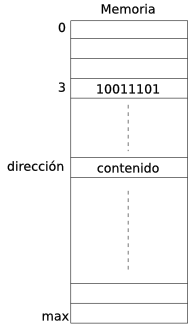 Memoria
0
3 10011101
dirección contenido
max